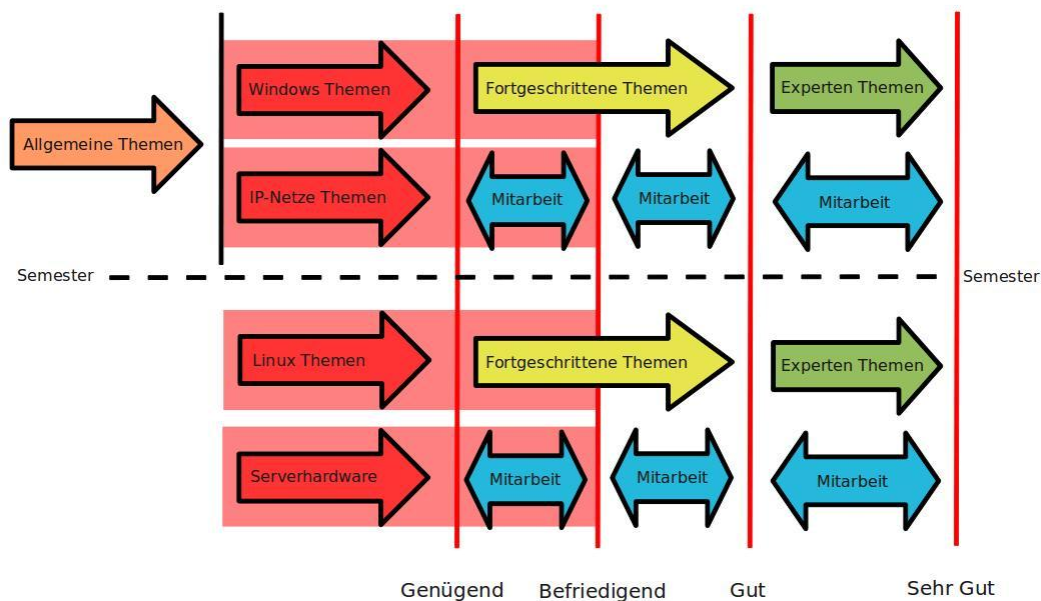 Windows Themen
Fortgeschrittene Themen
Experten Themen
Allgemeine Themen
IP-Netze Themen
Mitarbeit
Mitarbeit
Mitarbeit
Semester
Semester
Linux Themen
Fortgeschrittene Themen
Experten Themen
Serverhardware
Mitarbeit
Mitarbeit
Mitarbeit
Genügend
Befriedigend
Gut
Sehr Gut